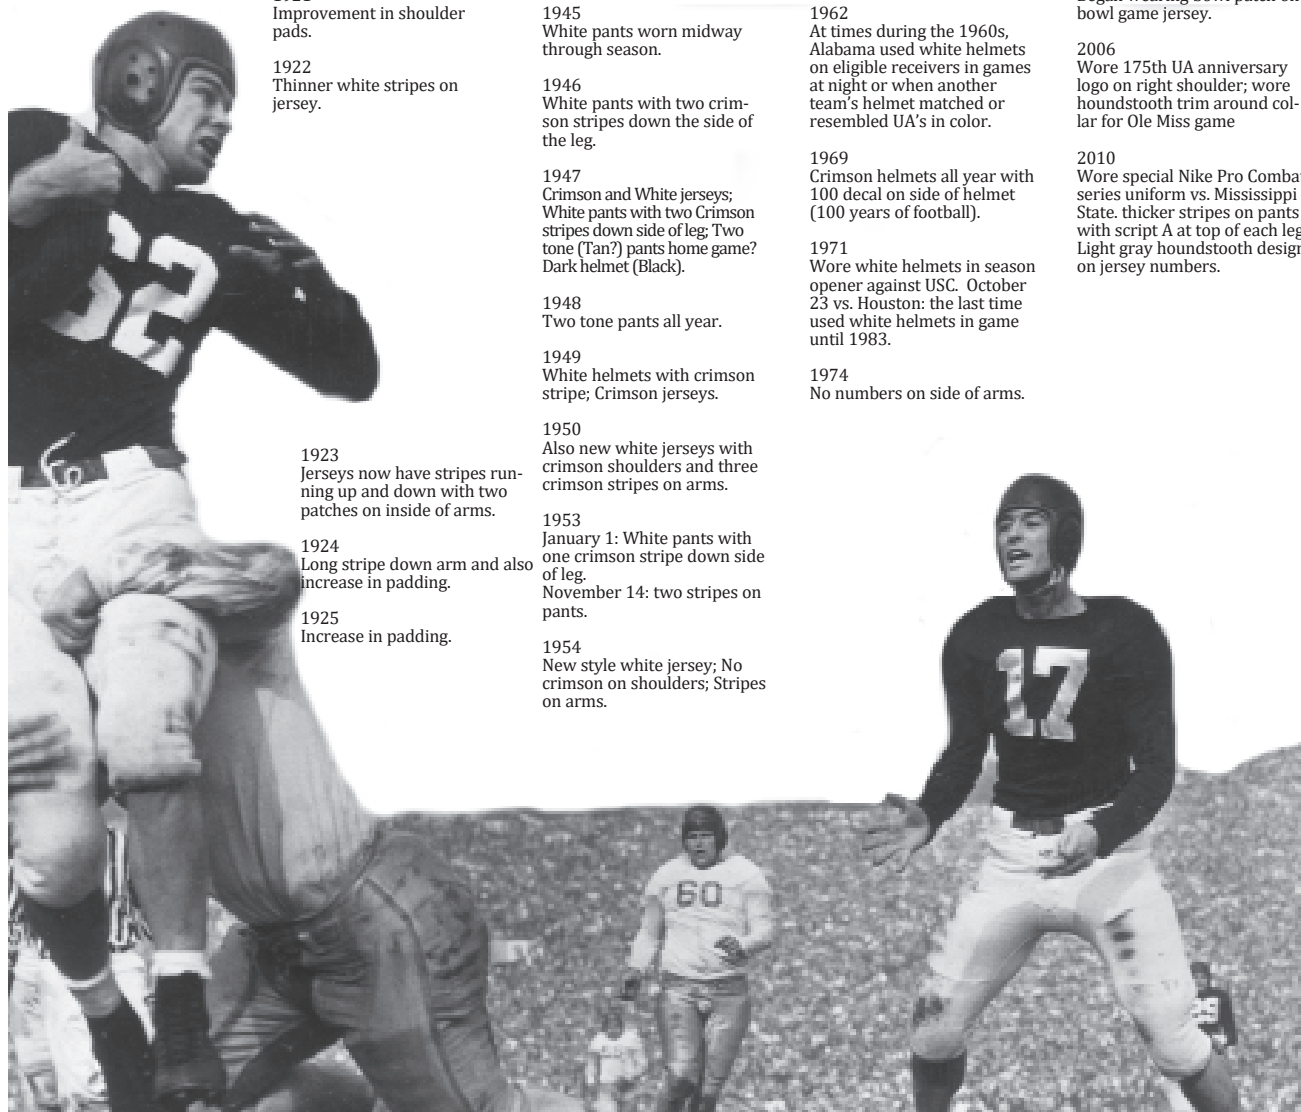 Improvement in shoulder
pads.
1922
Thinner white stripes on
jersey.
1923
Jerseys now have stripes run-
ning up and down with two
patches on inside of arms.
1924
Long stripe down arm and also
increase in padding.
1925
Increase in padding.
1945
White pants worn midway
through season.
1946
White pants with two crim-
son stripes down the side of
the leg.
1947
Crimson and White jerseys;
White pants with two Crimson
stripes down side of leg; Two
tone (Tan?) pants home game?
Dark helmet (Black).
1948
Two tone pants all year.
1949
White helmets with crimson
stripe; Crimson jerseys.
1950
Also new white jerseys with
crimson shoulders and three
crimson stripes on arms.
1953
January 1: White pants with
one crimson stripe down side
of leg.
November 14: two stripes on
pants.
1954
New style white jersey; No
crimson on shoulders; Stripes
on arms.
1962
At times during the 1960s,
Alabama used white helmets
on eligible receivers in games
at night or when another
team's helmet matched or
resembled UA's in color.
1969
Crimson helmets all year with
100 decal on side of helmet
(100 years of football).
1971
Wore white helmets in season
opener against USC.  October
23 vs. Houston: the last time
used white helmets in game
until 1983.
1974
No numbers on side of arms.
bowl game jersey.
2006
Wore 175th UA anniversary
logo on right shoulder; wore
houndstooth trim around col-
lar for Ole Miss game
2010
Wore special Nike Pro Comba
series uniform vs. Mississippi
State. thicker stripes on pants
with script A at top of each leg
Light gray houndstooth design
on jersey numbers.
62
17
60